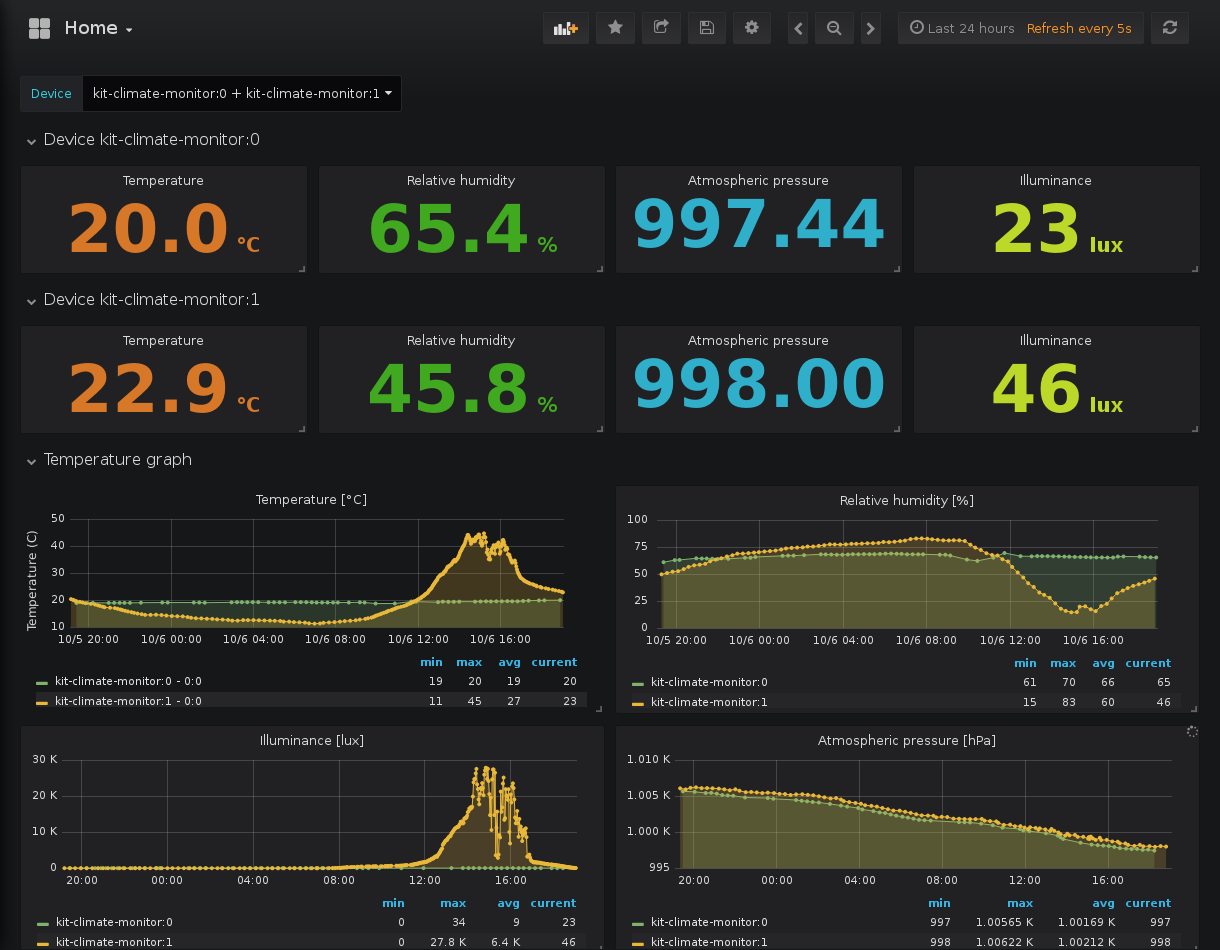 Home
Last 24 hours Refresh every 5s
Device kit-climate-monitor:0 + kit-climate-monitor:1
Device kit-climate-monitor:0
Temperature Relative humidity Atmospheric pressure Illuminance
20.0 °C 65.4 % 997.44 23 lux
Device kit-climate-monitor:1
Temperature Relative humidity Atmospheric pressure Illuminance
22.9 °C 45.8 % 998.00 46 lux
Temperature graph
Temperature [°C]
Temperature (C)
50
40
30
20
10
10/5 20:00 10/6 00:00 10/6 04:00 10/6 08:00 10/6 12:00 10/6 16:00
min max avg current
kit-climate-monitor:0 - 0:0 19 20 19 20
kit-climate-monitor:1 - 0:0 11 45 27 23
Relative humidity [%]
100
75
50
25
0
10/5 20:00 10/6 00:00 10/6 04:00 10/6 08:00 10/6 12:00 10/6 16:00
min max avg current
kit-climate-monitor:0 61 70 66 65
kit-climate-monitor:1 15 83 60 46
Illuminance [lux]
30 K
20 K
10 K
0
20:00 00:00 04:00 08:00 12:00 16:00
min max avg current
kit-climate-monitor:0 0 34 9 23
kit-climate-monitor:1 0 27.8 K 6.4 K 46
Atmospheric pressure [hPa]
1.010 K
1.005 K
1.000 K
995
20:00 00:00 04:00 08:00 12:00 16:00
min max avg current
kit-climate-monitor:0 997 1.00565 K 1.00169 K 997
kit-climate-monitor:1 998 1.00622 K 1.00212 K 998